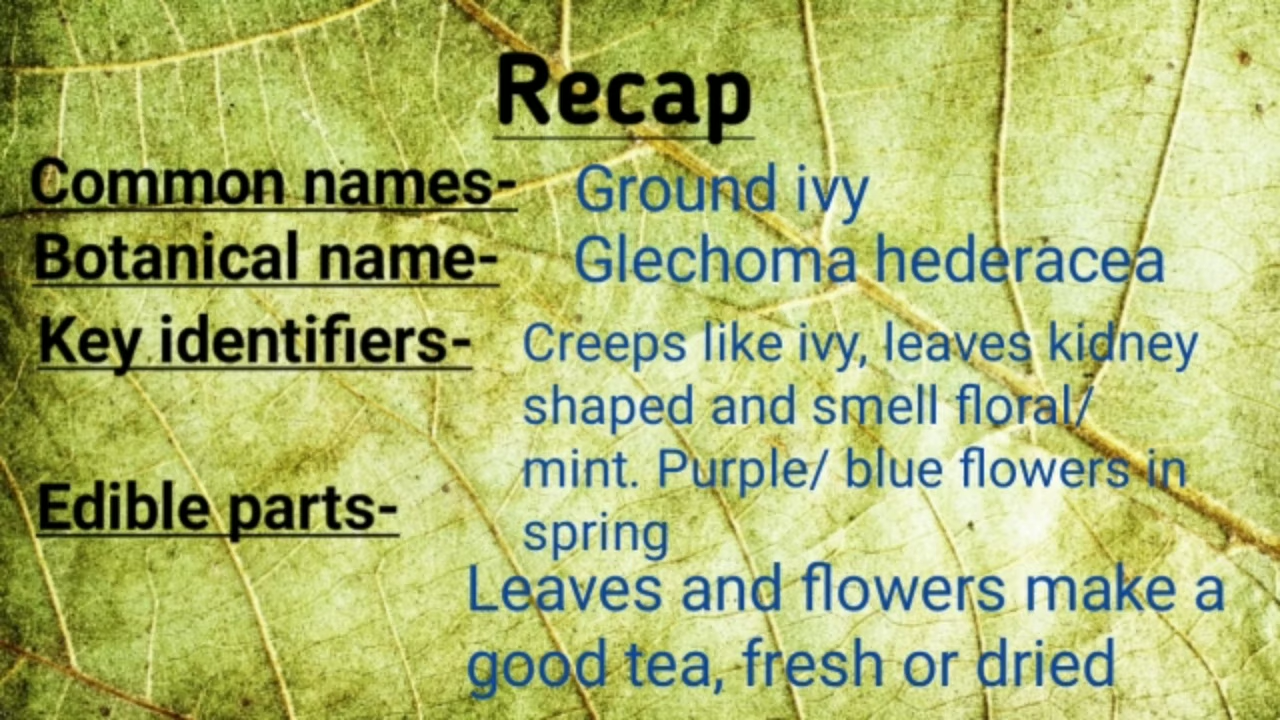 Recap
Common names- Ground ivy
Botanical name- Glechoma hederacea
Key identifiers- Creeps like ivy, leaves kidney
shaped and smell floral/
mint. Purple/ blue flowers in
spring
Edible parts-
Leaves and flowers make a
good tea, fresh or dried